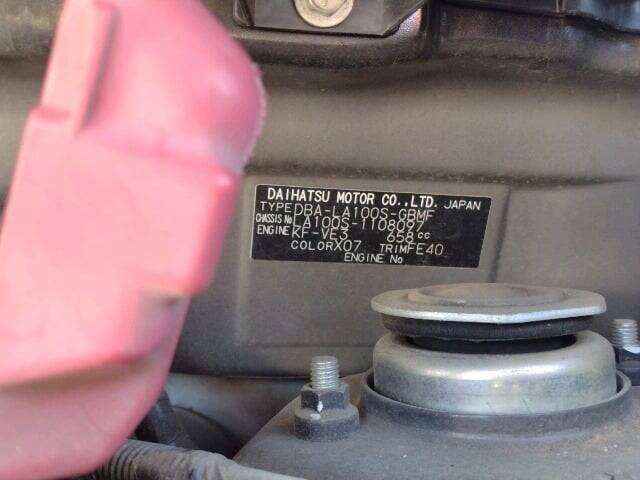 DAIHATSU MOTOR CO.,LTD. JAPAN
TYPE DBA-LA100S-GBMF
CHASSIS No LA100S-1108097
ENGINE KF-VE3 658cc
COLOR X07 TRIM FE40
ENGINE No